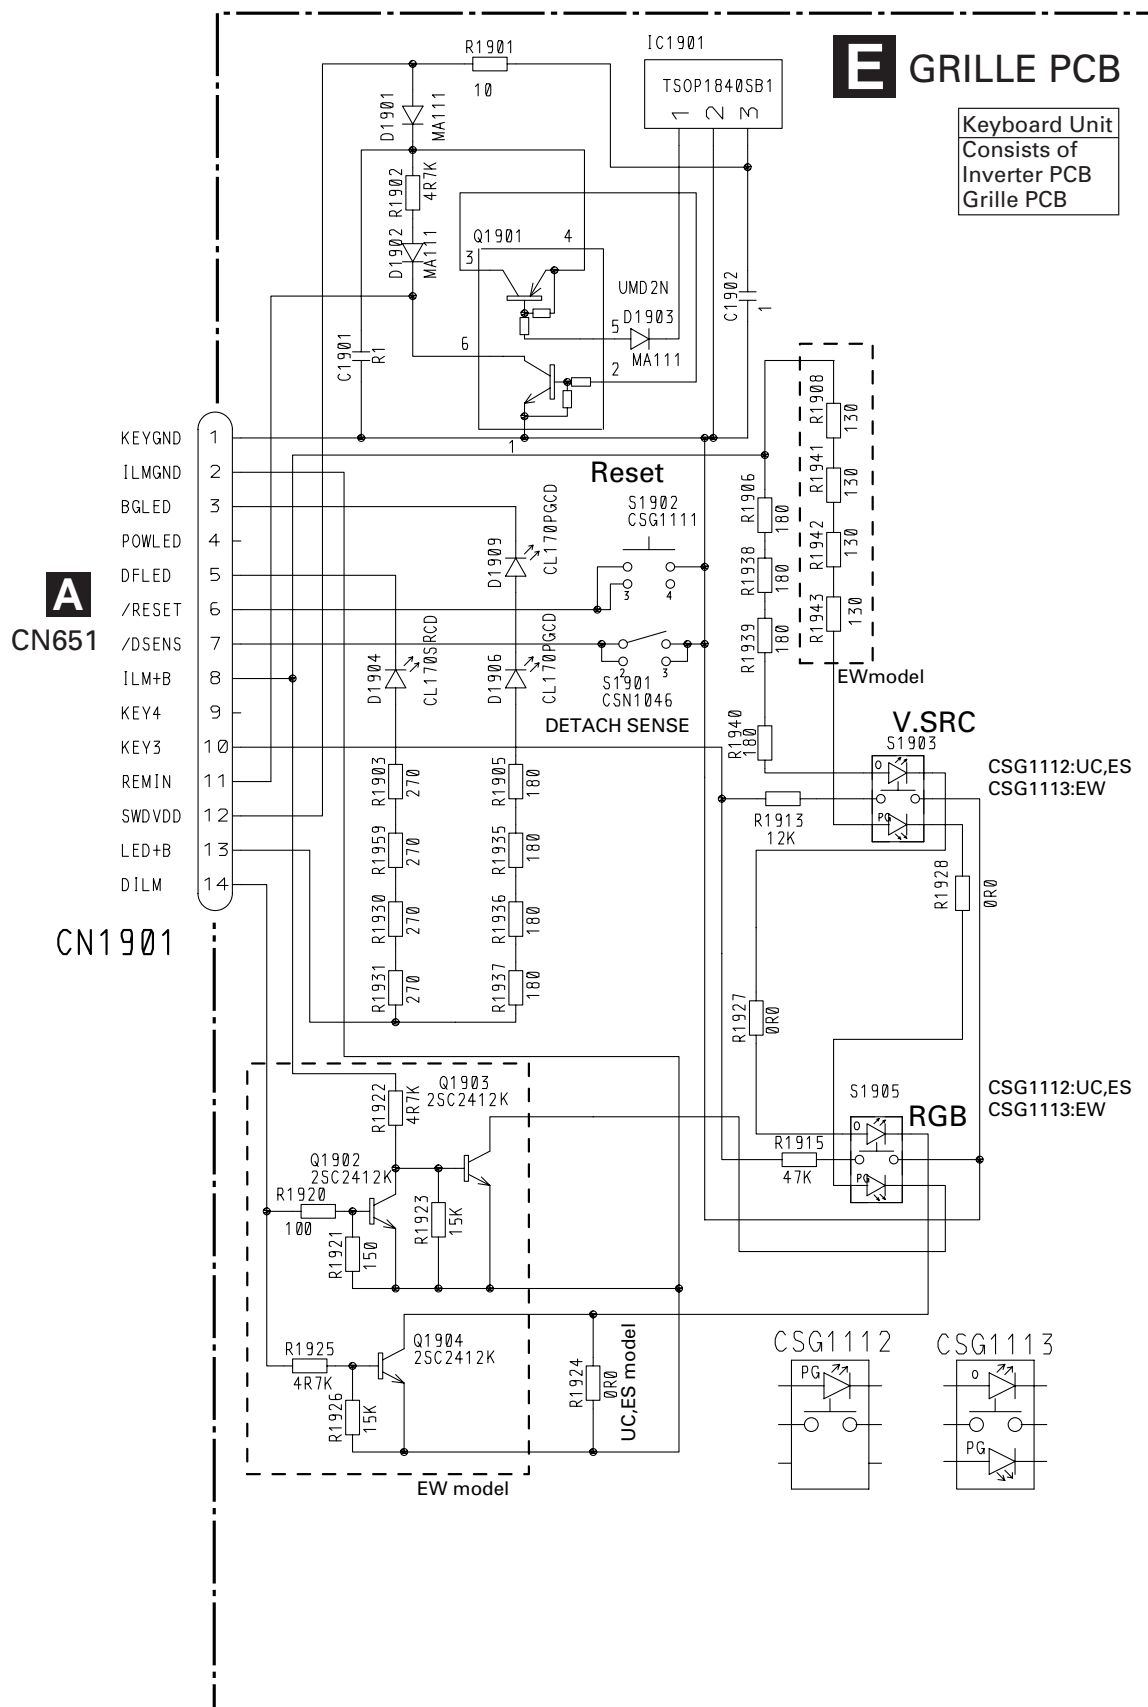 E GRILLE PCB
Keyboard Unit
Consists of
Inverter PCB
Grille PCB
R1901
10
IC1901
TSOP1840SB1
1 2 3
D1901
MA111
R1902
4R7K
D1902
MA111
Q1901
3 4
UMD2N
5
D1903
MA111
6
2
1
C1901
R1
C1902
1
A
CN651
KEYGND 1
ILMGND 2
BGLED 3
POWLED 4
DFLED 5
/RESET 6
/DSENS 7
ILM+B 8
KEY4 9
KEY3 10
REMIN 11
SWDVDD 12
LED+B 13
DILM 14
CN1901
Reset
S1902
CSG1111
3 4
2 3
S1901
CSN1046
DETACH SENSE
D1909
CL170PGCD
D1904
CL170SRCD
D1906
CL170PGCD
R1903
270
R1959
270
R1930
270
R1931
270
R1905
180
R1935
180
R1936
180
R1937
180
R1906
180
R1938
180
R1939
180
R1940
180
R1908
130
R1941
130
R1942
130
R1943
130
EWmodel
V.SRC
S1903
O
PG
CSG1112:UC,ES
CSG1113:EW
R1913
12K
R1928
0R0
R1927
0R0
S1905
RGB
O
PG
CSG1112:UC,ES
CSG1113:EW
R1915
47K
R1922
4R7K
Q1903
2SC2412K
Q1902
2SC2412K
R1920
100
R1921
150
R1923
15K
Q1904
2SC2412K
R1925
4R7K
R1926
15K
R1924
0R0
UC,ES model
EW model
CSG1112
PG
CSG1113
O
PG